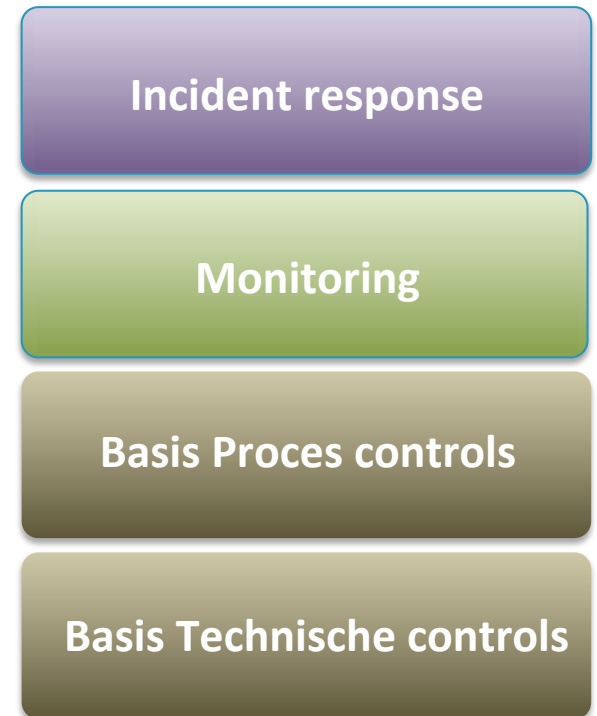 Incident response
Monitoring
Basis Proces controls
Basis Technische controls